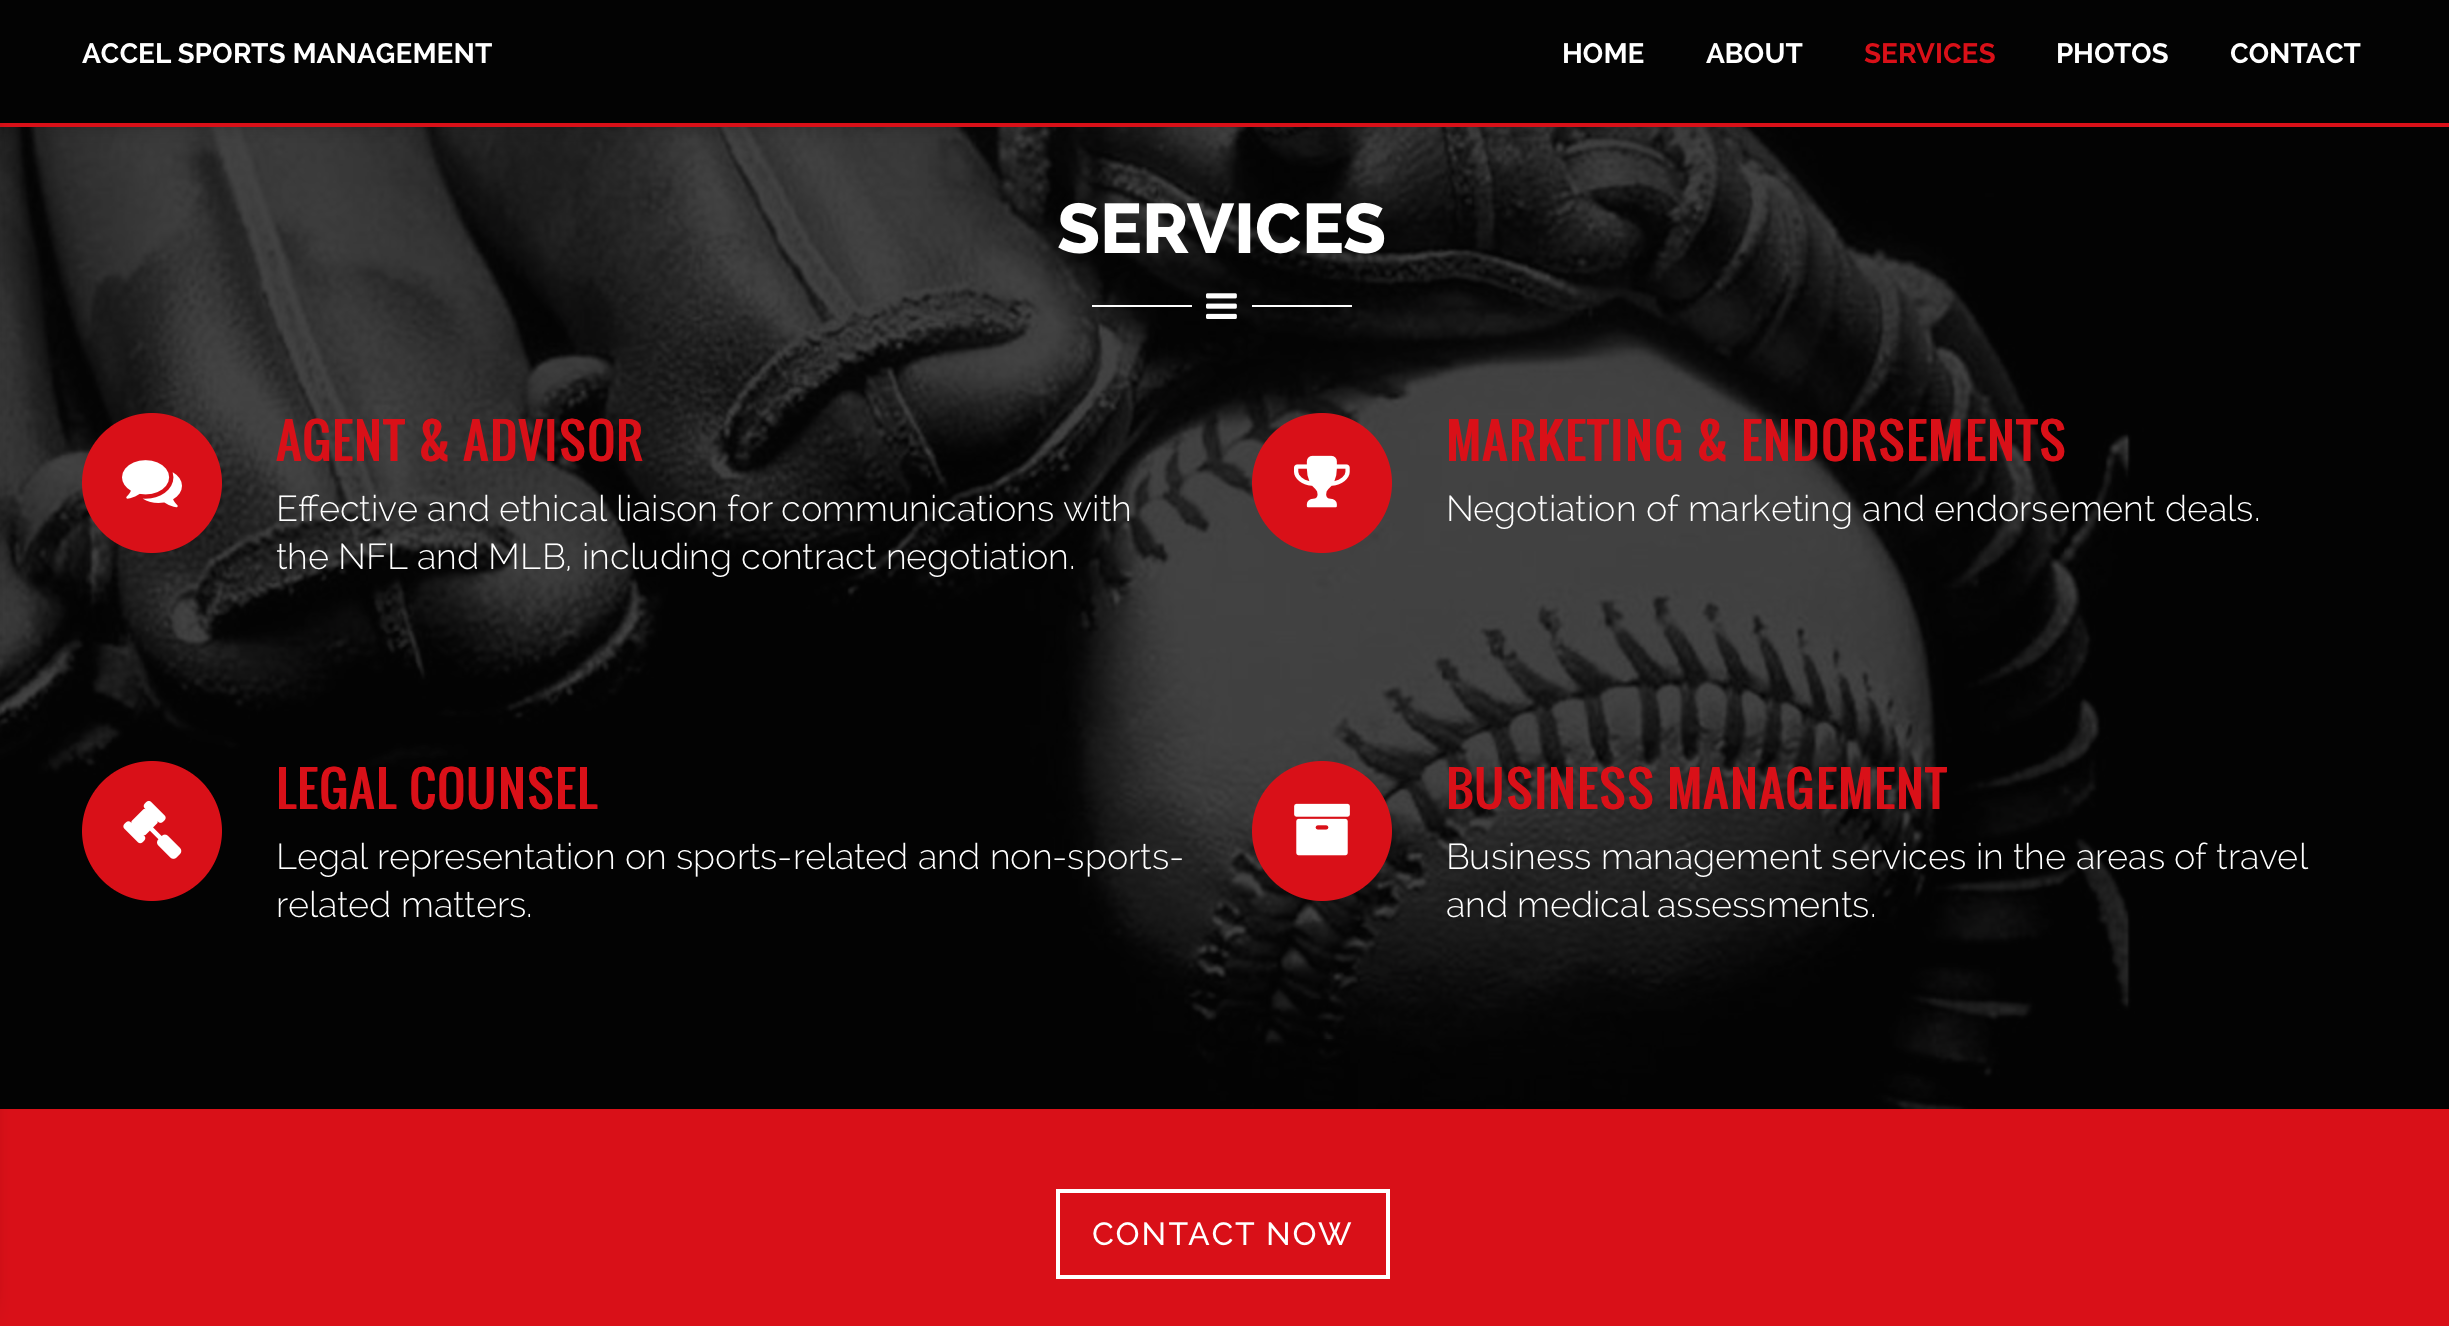 ACCEL SPORTS MANAGEMENT
HOME ABOUT SERVICES PHOTOS CONTACT
SERVICES
AGENT & ADVISOR
Effective and ethical liaison for communications with
the NFL and MLB, including contract negotiation.
MARKETING & ENDORSEMENTS
Negotiation of marketing and endorsement deals.
LEGAL COUNSEL
Legal representation on sports-related and non-sports-
related matters.
BUSINESS MANAGEMENT
Business management services in the areas of travel
and medical assessments.
CONTACT NOW